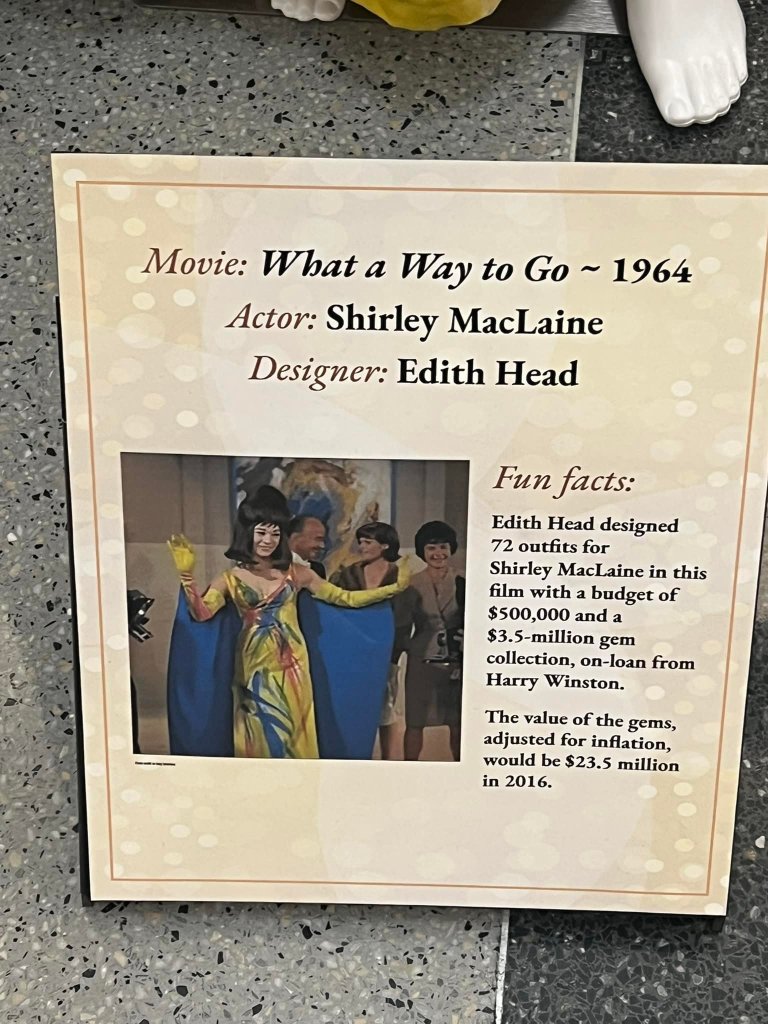 Movie: What a Way to Go ~ 1964
Actor: Shirley MacLaine
Designer: Edith Head
Fun facts:
Edith Head designed
72 outfits for
Shirley MacLaine in this
film with a budget of
$500,000 and a
$3.5-million gem
collection, on-loan from
Harry Winston.
The value of the gems,
adjusted for inflation,
would be $23.5 million
in 2016.